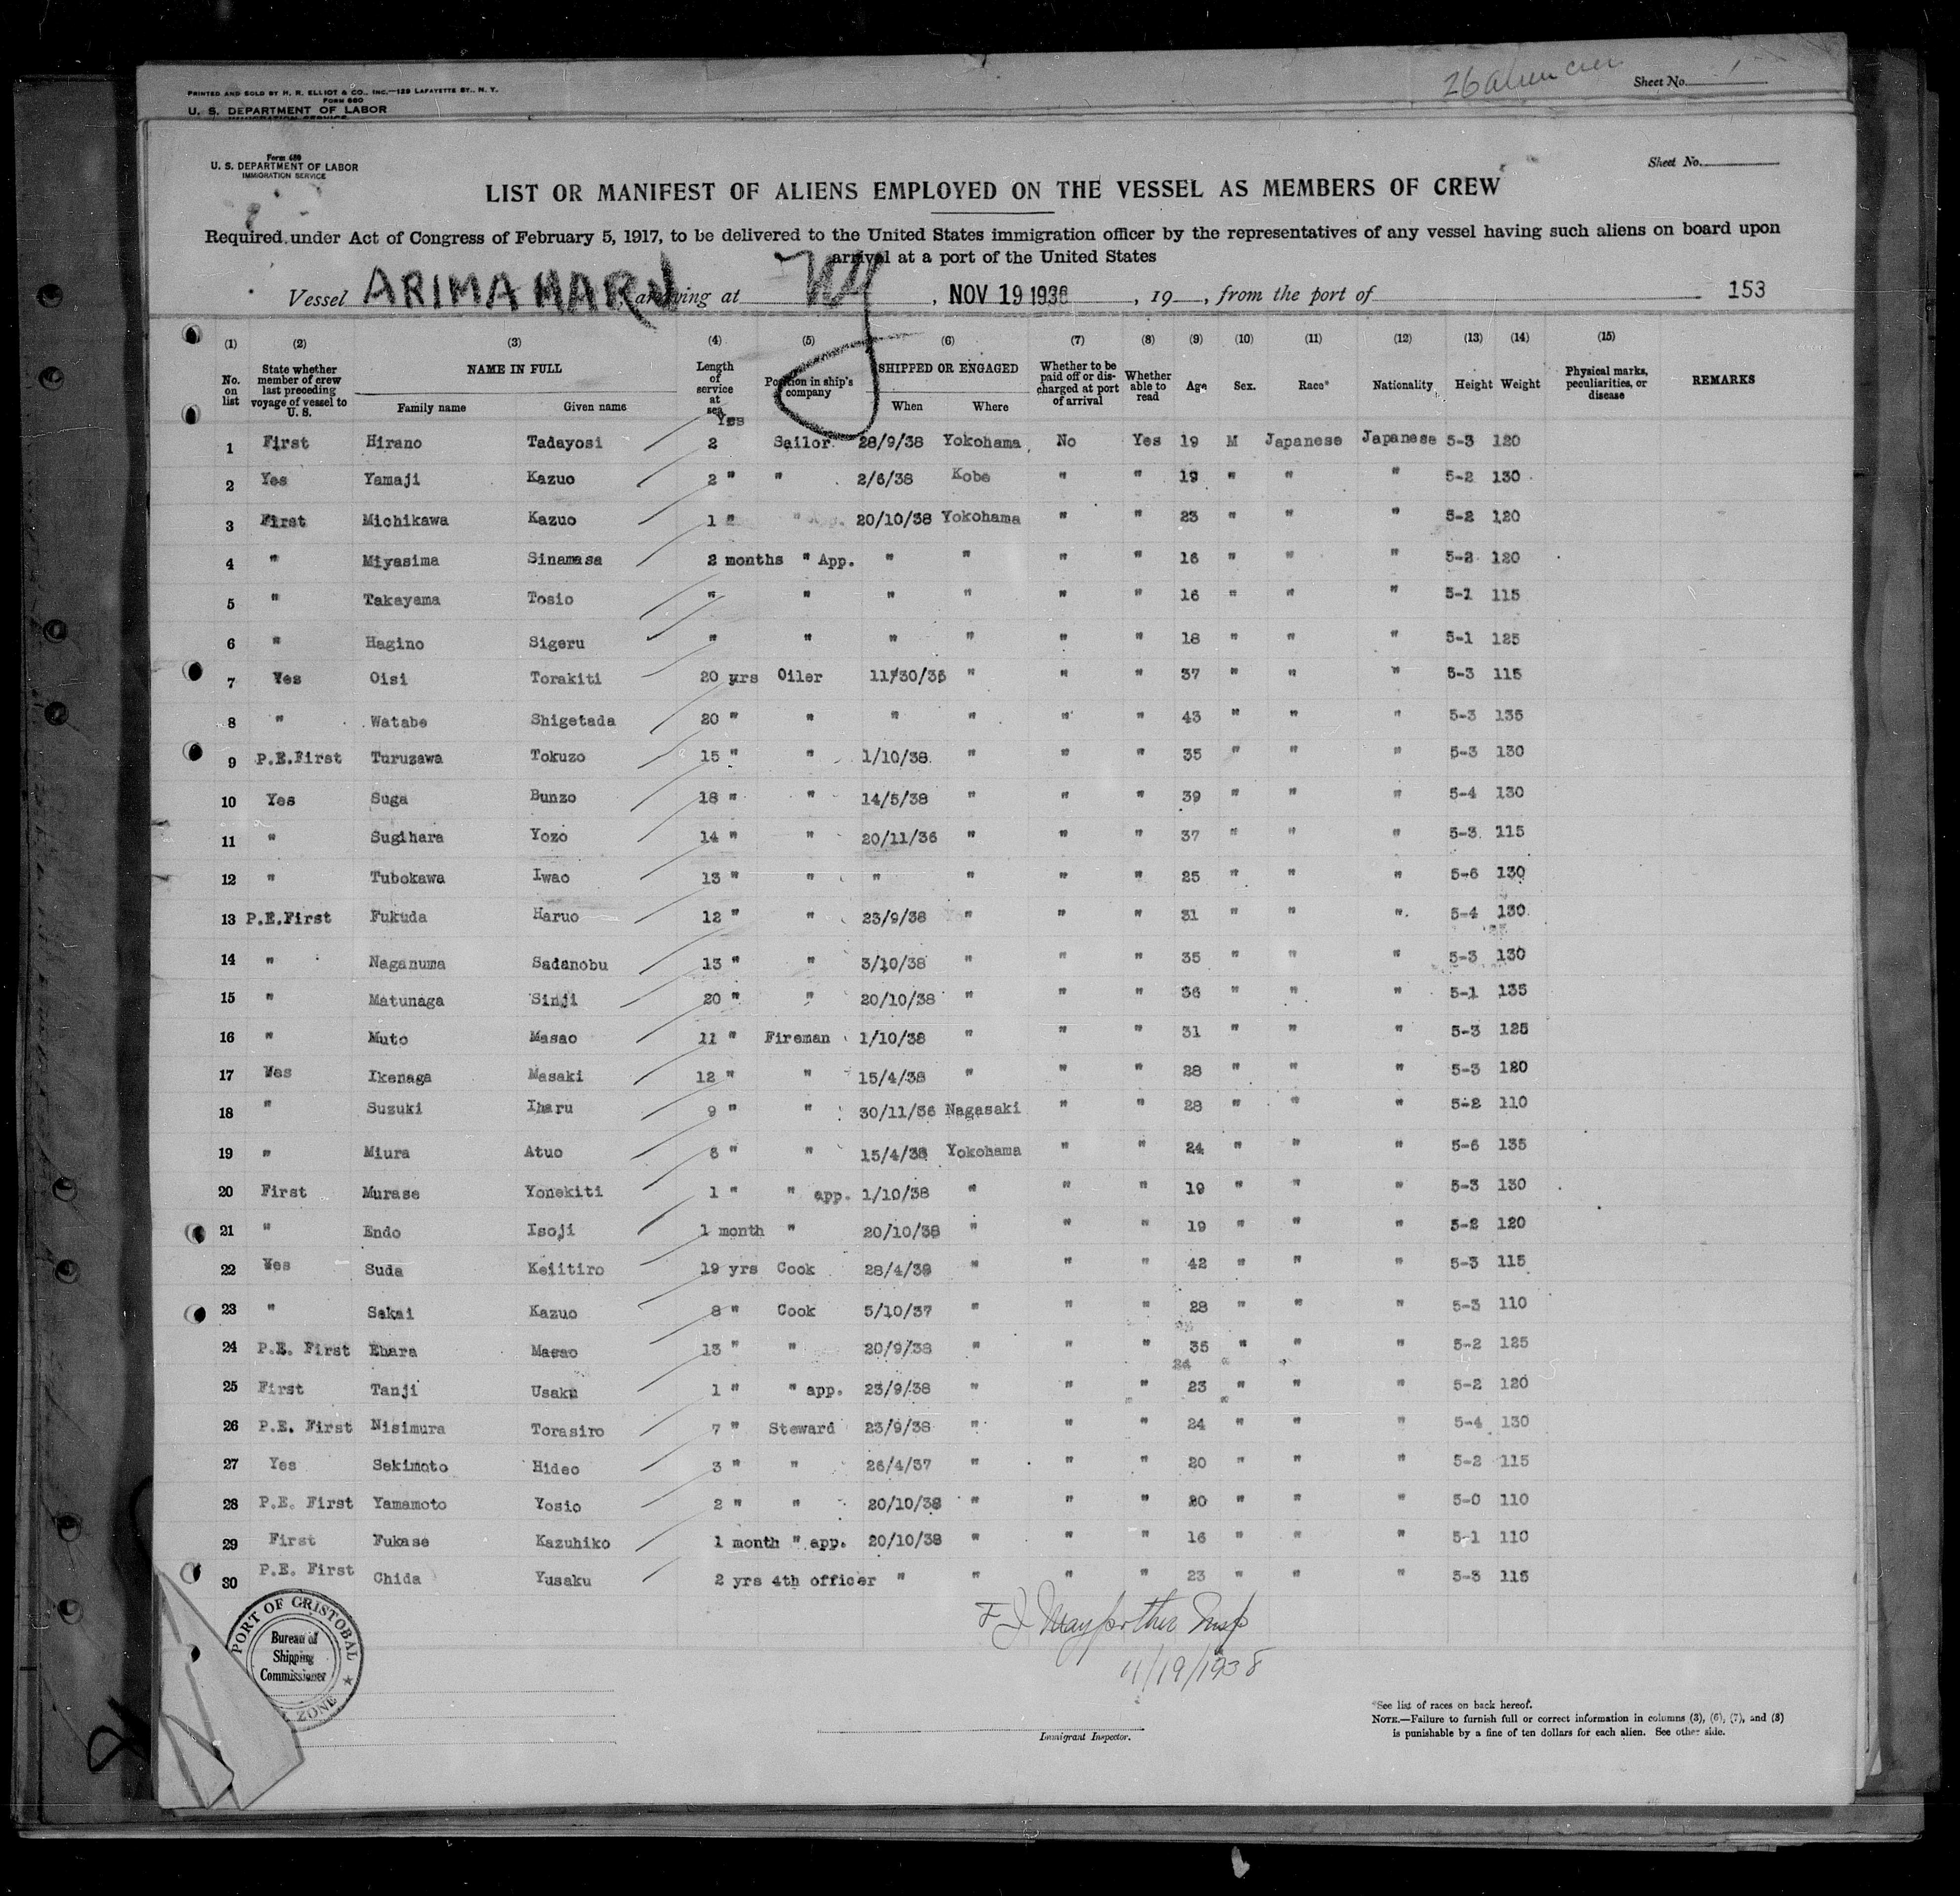 PRINTED AND SOLD BY H. R. ELLIOT & CO., INC.—129 LAFAYETTE ST., N. Y.
FORM 680
U. S. DEPARTMENT OF LABOR
IMMIGRATION SERVICE
26 alien crew
Sheet No. 1
Form 680
U. S. DEPARTMENT OF LABOR
IMMIGRATION SERVICE
Sheet No.
LIST OR MANIFEST OF ALIENS EMPLOYED ON THE VESSEL AS MEMBERS OF CREW
Required under Act of Congress of February 5, 1917, to be delivered to the United States immigration officer by the representatives of any vessel having such aliens on board upon
arrival at a port of the United States
Vessel ARIMA MARU, arriving at NY, NOV 19 1938, 19, from the port of 153
(1) (2) (3) (4) (5) (6) (7) (8) (9) (10) (11) (12) (13) (14) (15)
No. on list State whether member of crew last preceding voyage of vessel to U. S. NAME IN FULL Family name Given name Length of service at sea Position in ship's company SHIPPED OR ENGAGED When Where Whether to be paid off or discharged at port of arrival Whether able to read Age Sex. Race* Nationality Height Weight Physical marks, peculiarities, or disease REMARKS
Yrs
1 First Hirano Tadayosi 2 Sailor 28/9/38 Yokohama No Yes 19 M Japanese Japanese 5-3 120
2 Yes Yamaji Kazuo 2 " " 2/6/38 Kobe " " 19 " " " 5-2 130
3 First Michikawa Kazuo 1 " " 20/10/38 Yokohama " " 23 " " " 5-2 120
4 " Miyasima Sinamasa 2 months " App. " " " " 16 " " " 5-2 120
5 " Takayama Tosio " " " " " " 16 " " " 5-1 115
6 " Hagino Sigeru " " " " " " 18 " " " 5-1 125
7 Yes Oisi Torakiti 20 yrs Oiler 11/30/36 " " " 37 " " " 5-3 115
8 " Watabe Shigetada 20 " " " " " " 43 " " " 5-3 135
9 P.E.First Turuzawa Tokuzo 15 " " 1/10/38 " " " 35 " " " 5-3 130
10 Yes Suga Bunzo 18 " " 14/5/38 " " " 39 " " " 5-4 130
11 " Sugihara Yozo 14 " " 20/11/36 " " " 37 " " " 5-3 115
12 " Tubokawa Iwao 13 " " " " " " 25 " " " 5-6 130
13 P.E.First Fukuda Haruo 12 " " 23/9/38 " " " 31 " " " 5-4 130
14 " Naganuma Sadanobu 13 " " 3/10/38 " " " 35 " " " 5-3 130
15 " Matunaga Sinji 20 " " 20/10/38 " " " 36 " " " 5-1 135
16 " Muto Masao 11 " Fireman 1/10/38 " " " 31 " " " 5-3 125
17 Yes Ikenaga Masaki 12 " " 15/4/38 " " " 28 " " " 5-3 120
18 " Suzuki Iharu 9 " " 30/11/36 Nagasaki " " 28 " " " 5-2 110
19 " Miura Atuo 6 " " 15/4/38 Yokohama " " 24 " " " 5-6 135
20 First Murase Yonekiti 1 " " app. 1/10/38 " " " 19 " " " 5-3 130
21 " Endo Isoji 1 month " 20/10/38 " " " 19 " " " 5-2 120
22 Yes Suda Keiitiro 19 yrs Cook 28/4/38 " " " 42 " " " 5-3 115
23 " Sakai Kazuo 8 " Cook 5/10/37 " " " 28 " " " 5-3 110
24 P.E. First Ebara Masao 13 " " 20/9/38 " " " 35 " " " 5-2 125
25 First Tanji Usaku 1 " " app. 23/9/38 " " " 23 " " " 5-2 120
26 P.E. First Nisimura Torasiro 7 " Steward 23/9/38 " " " 24 " " " 5-4 130
27 Yes Sekimoto Hideo 3 " " 26/4/37 " " " 20 " " " 5-2 115
28 P.E. First Yamamoto Yosio 2 " " 20/10/38 " " " 20 " " " 5-0 110
29 First Fukase Kazuhiko 1 month " app. 20/10/38 " " " 16 " " " 5-1 110
30 P.E. First Chida Yusaku 2 yrs 4th officer " " " " 23 " " " 5-3 115
PORT OF CRISTOBAL
Bureau of
Shipping
Commissioner
ZONE
F J Mayforther Insp
11/19/1938
Immigrant Inspector.
*See list of races on back hereof.
NOTE.—Failure to furnish full or correct information in columns (3), (6), (7), and (8)
is punishable by a fine of ten dollars for each alien. See other side.